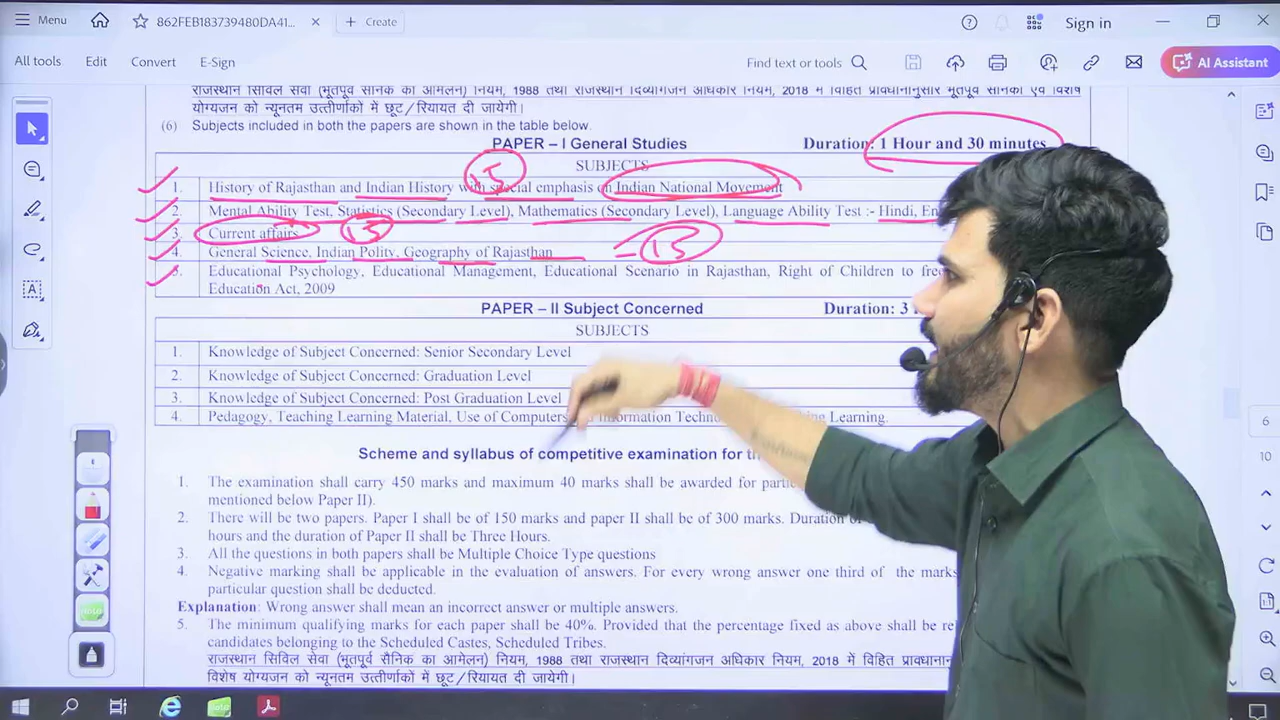 Menu 862FEB183739480DA41... Create Sign in
All tools Edit Convert E-Sign Find text or tools AI Assistant
राजस्थान सिविल सेवा (भूतपूर्व सैनिक का आमेलन) नियम, 1988 तथा राजस्थान दिव्यांगजन अधिकार नियम, 2018 में विहित प्रावधानानुसार भूतपूर्व सैनिकों एवं विशेष
योग्यजन को न्यूनतम उत्तीर्णांकों में छूट/रियायत दी जायेगी।
(6) Subjects included in both the papers are shown in the table below.
PAPER – I General Studies Duration: 1 Hour and 30 minutes
SUBJECTS
15
1. History of Rajasthan and Indian History with special emphasis on Indian National Movement
2. Mental Ability Test, Statistics (Secondary Level), Mathematics (Secondary Level), Language Ability Test :- Hindi, En
3. Current affairs 15
4. General Science, Indian Polity, Geography of Rajasthan 15
5. Educational Psychology, Educational Management, Educational Scenario in Rajasthan, Right of Children to
Education Act, 2009
PAPER – II Subject Concerned Duration: 3
SUBJECTS
1. Knowledge of Subject Concerned: Senior Secondary Level
2. Knowledge of Subject Concerned: Graduation Level
3. Knowledge of Subject Concerned: Post Graduation Level
4. Pedagogy, Teaching Learning Material, Use of Computers Information Learning.
Scheme and syllabus of competitive examination for
1. The examination shall carry 450 marks and maximum 40 marks shall be awarded for
mentioned below Paper II).
2. There will be two papers. Paper I shall be of 150 marks and paper II shall be of 300 marks. Duration
hours and the duration of Paper II shall be Three Hours.
3. All the questions in both papers shall be Multiple Choice Type questions
4. Negative marking shall be applicable in the evaluation of answers. For every wrong answer one third of the marks
particular question shall be deducted.
Explanation: Wrong answer shall mean an incorrect answer or multiple answers.
5. The minimum qualifying marks for each paper shall be 40%. Provided that the percentage fixed as above shall be re
candidates belonging to the Scheduled Castes, Scheduled Tribes.
राजस्थान सिविल सेवा (भूतपूर्व सैनिक का आमेलन) नियम, 1988 तथा राजस्थान दिव्यांगजन अधिकार नियम, 2018 में विहित
विशेष योग्यजन को न्यूनतम उत्तीर्णांकों में छूट/रियायत दी जायेगी।
6
10